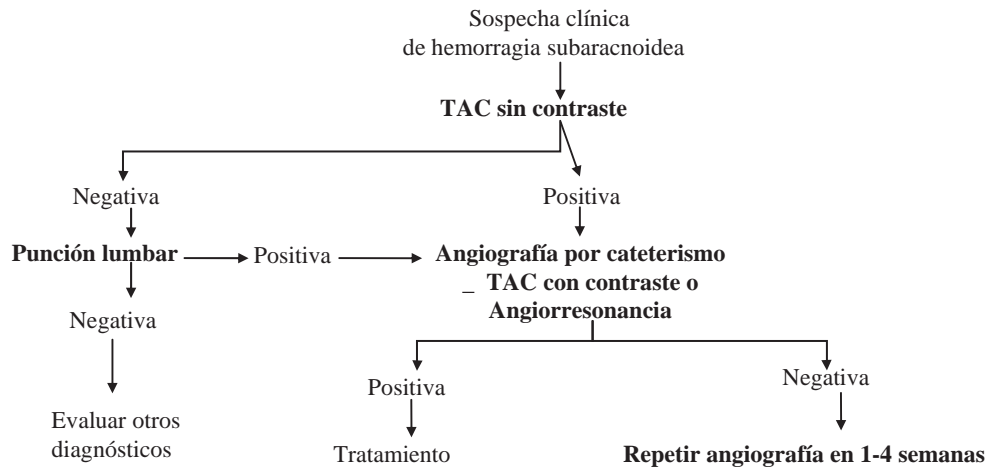 Sospecha clínica
de hemorragia subaracnoidea
TAC sin contraste
Negativa
Positiva
Punción lumbar
Positiva
Angiografía por cateterismo
_ TAC con contraste o
Angiorresonancia
Negativa
Positiva
Negativa
Evaluar otros
diagnósticos
Tratamiento
Repetir angiografía en 1-4 semanas